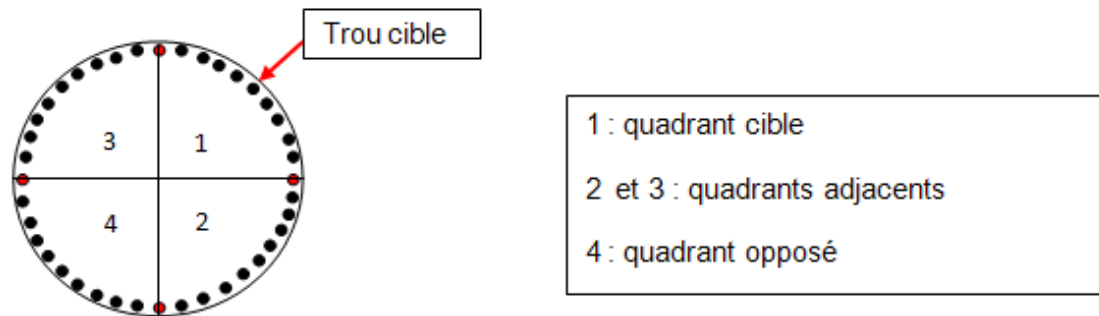 Trou cible
3 1
4 2
1 : quadrant cible
2 et 3 : quadrants adjacents
4 : quadrant opposé